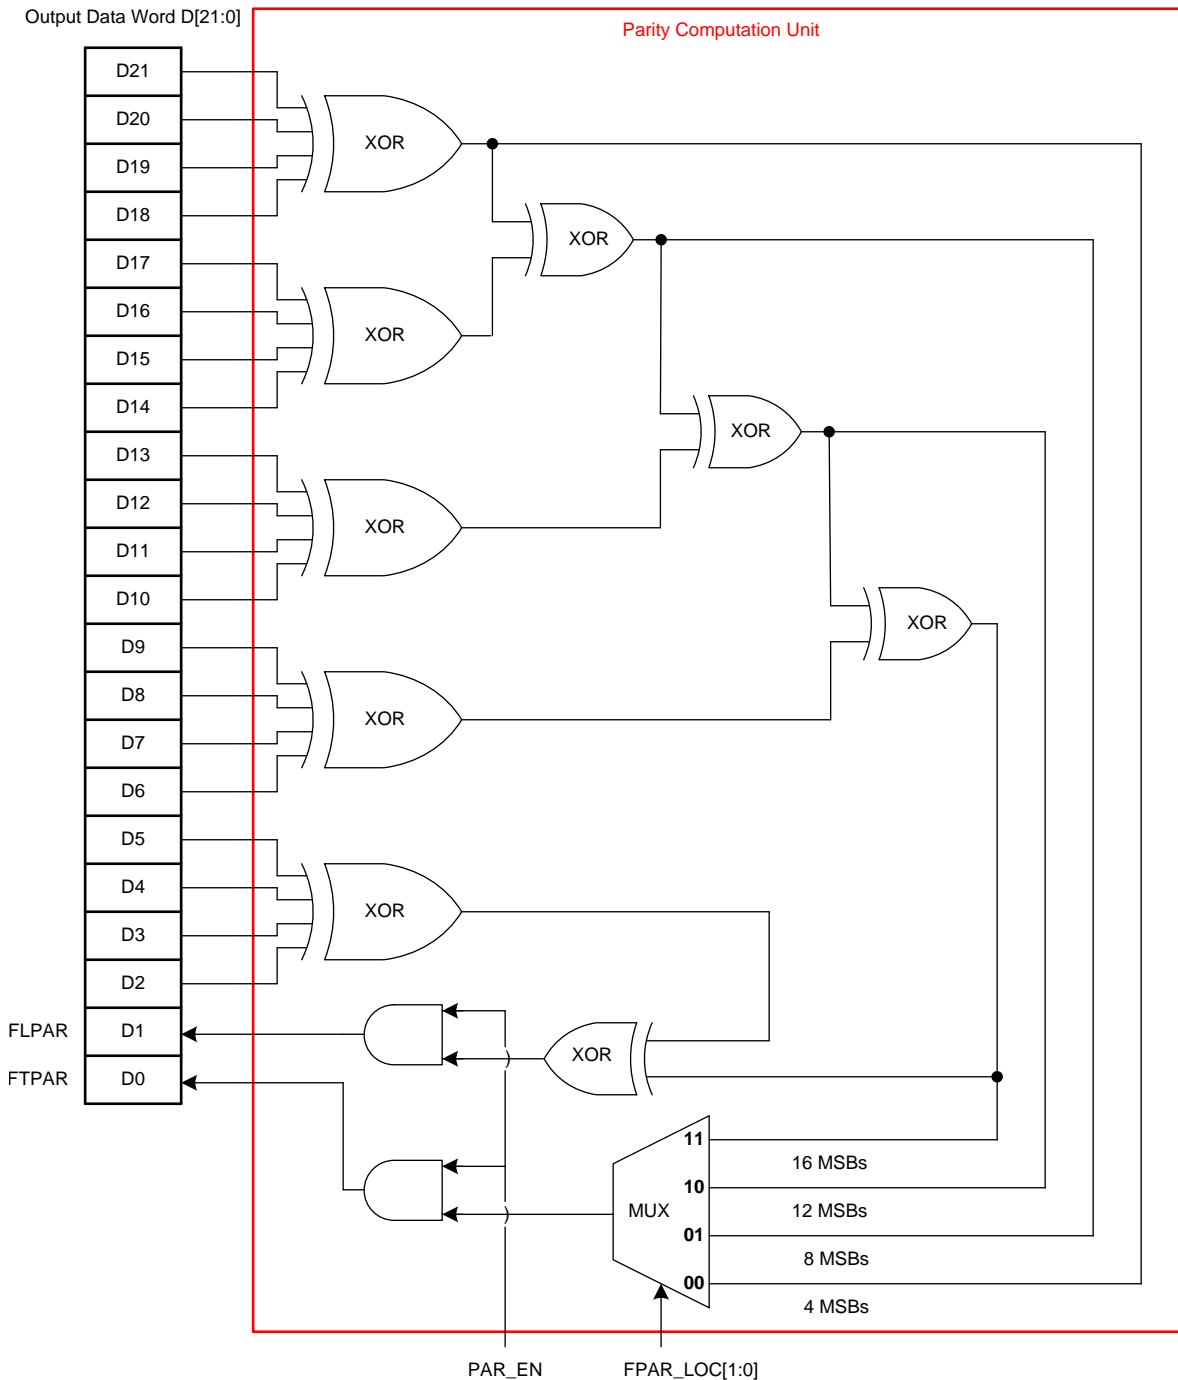 Output Data Word D[21:0]
Parity Computation Unit
D21
D20
D19
D18
D17
D16
D15
D14
D13
D12
D11
D10
D9
D8
D7
D6
D5
D4
D3
D2
FLPAR
D1
FTPAR
D0
XOR
XOR
XOR
XOR
XOR
XOR
XOR
XOR
XOR
MUX
11
10
01
00
16 MSBs
12 MSBs
8 MSBs
4 MSBs
PAR_EN
FPAR_LOC[1:0]